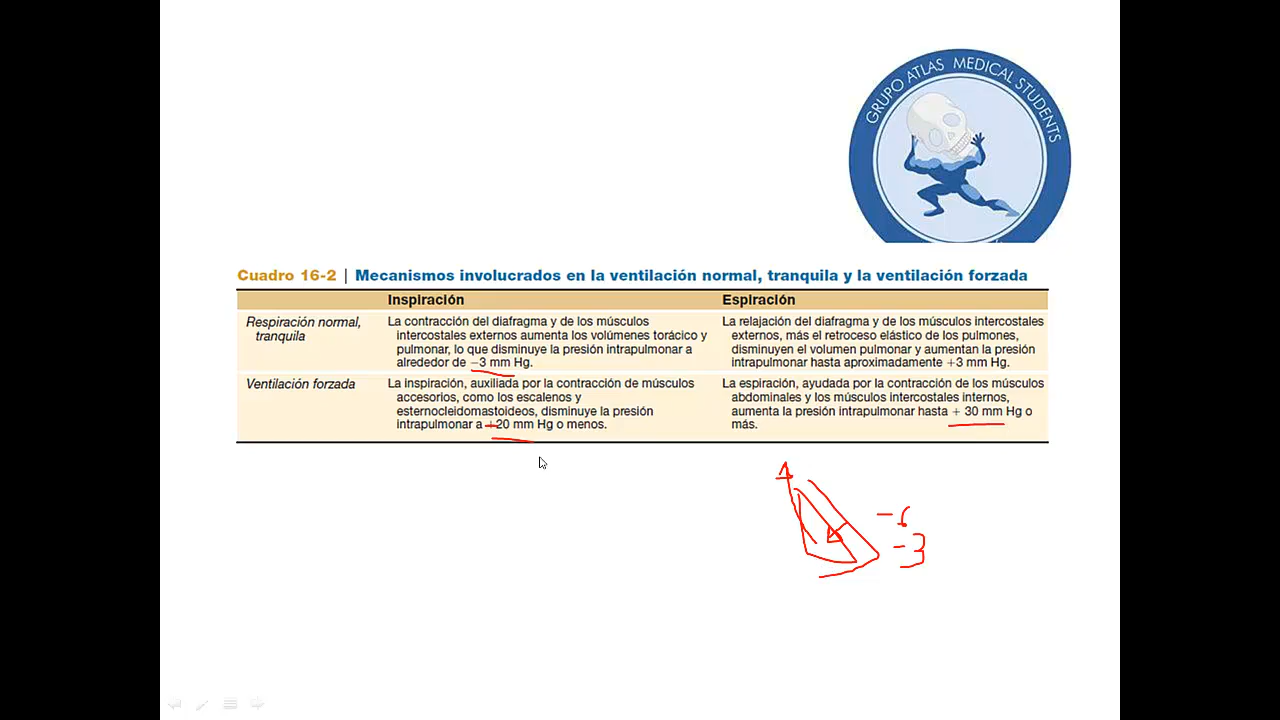 GRUPO ATLAS MEDICAL STUDENTS
Cuadro 16-2 | Mecanismos involucrados en la ventilación normal, tranquila y la ventilación forzada
Inspiración
Espiración
Respiración normal,
tranquila
La contracción del diafragma y de los músculos
intercostales externos aumenta los volúmenes torácico y
pulmonar, lo que disminuye la presión intrapulmonar a
alrededor de −3 mm Hg.
La relajación del diafragma y de los músculos intercostales
externos, más el retroceso elástico de los pulmones,
disminuyen el volumen pulmonar y aumentan la presión
intrapulmonar hasta aproximadamente +3 mm Hg.
Ventilación forzada
La inspiración, auxiliada por la contracción de músculos
accesorios, como los escalenos y
esternocleidomastoideos, disminuye la presión
intrapulmonar a −20 mm Hg o menos.
La espiración, ayudada por la contracción de los músculos
abdominales y los músculos intercostales internos,
aumenta la presión intrapulmonar hasta + 30 mm Hg o
más.
−6
−3